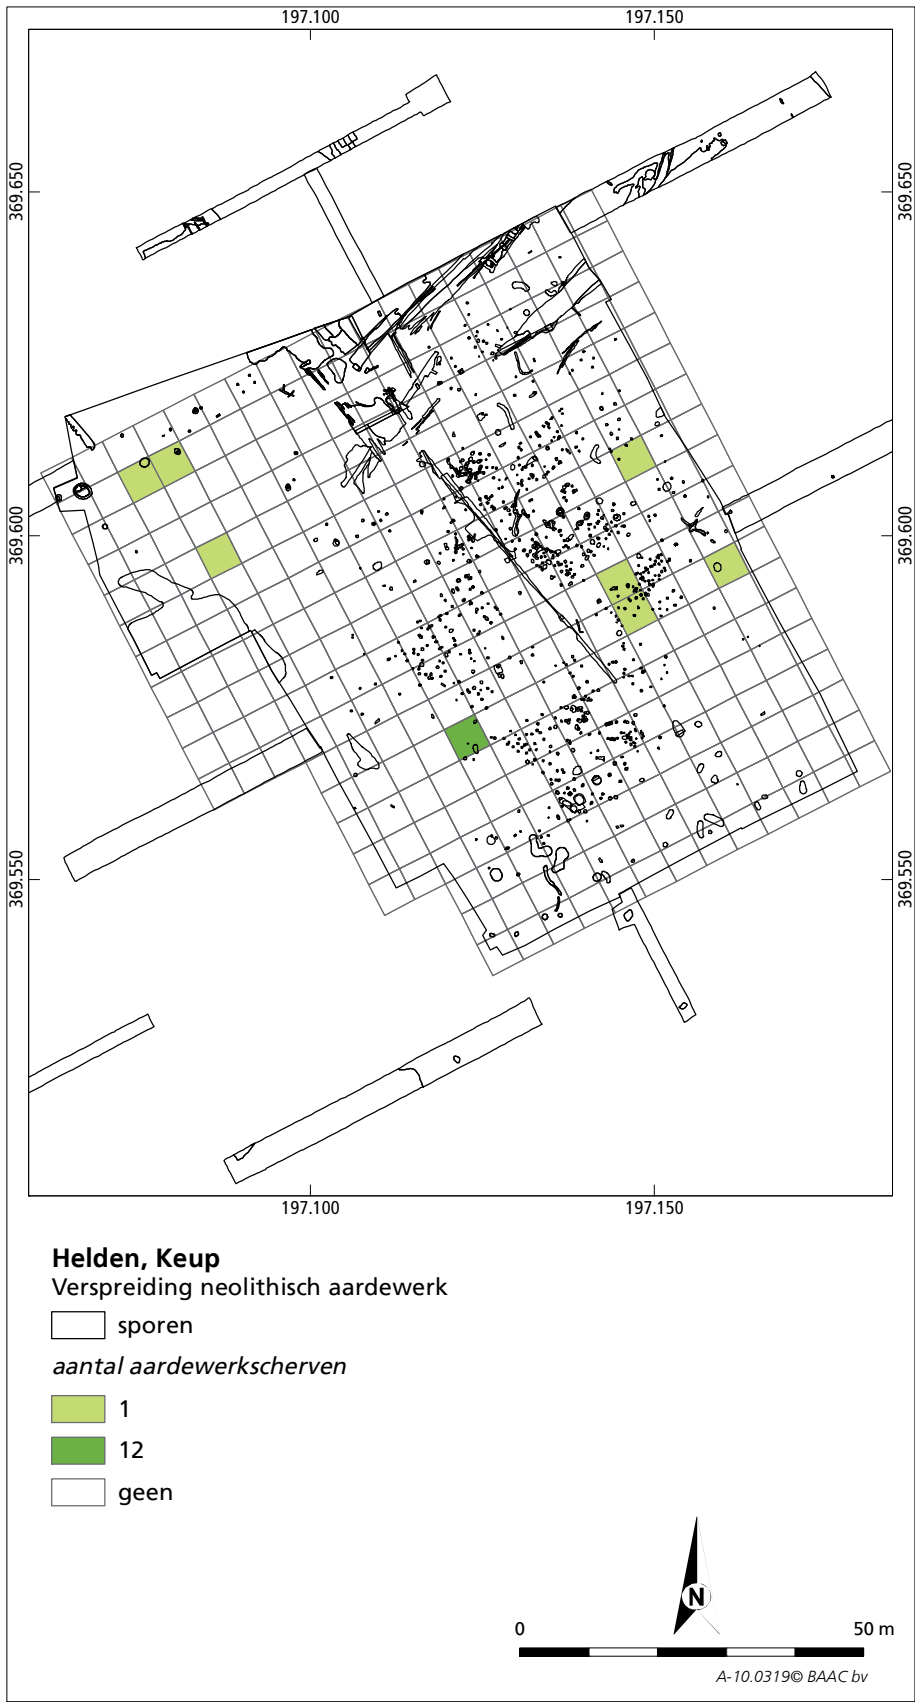 197.100 197.150
369.650 369.650
369.600 369.600
369.550 369.550
197.100 197.150
Helden, Keup
Verspreiding neolithisch aardewerk
sporen
aantal aardewerkscherven
1
12
geen
N
0 50 m
A-10.0319© BAAC bv